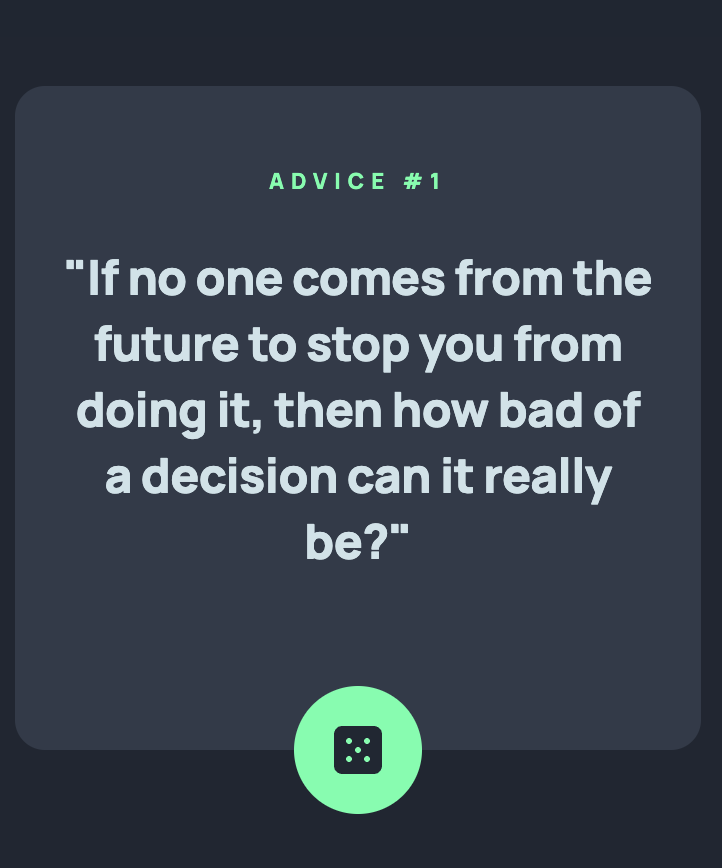 ADVICE #1
"If no one comes from the
future to stop you from
doing it, then how bad of
a decision can it really
be?"